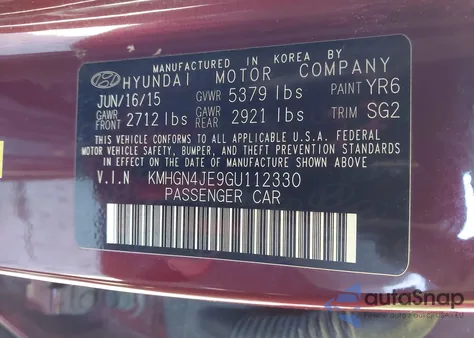 MANUFACTURED IN KOREA BY
HYUNDAI MOTOR COMPANY
JUN/16/15 GVWR 5379 lbs PAINT YR6
GAWR FRONT 2712 lbs GAWR REAR 2921 lbs TRIM SG2
THIS VEHICLE CONFORMS TO ALL APPLICABLE U.S.A. FEDERAL
MOTOR VEHICLE SAFETY, BUMPER, AND THEFT PREVENTION STANDARDS
IN EFFECT ON THE DATE OF MANUFACTURE SHOWN ABOVE.
V.I.N KMHGN4JE9GU112330
PASSENGER CAR
autoSnap